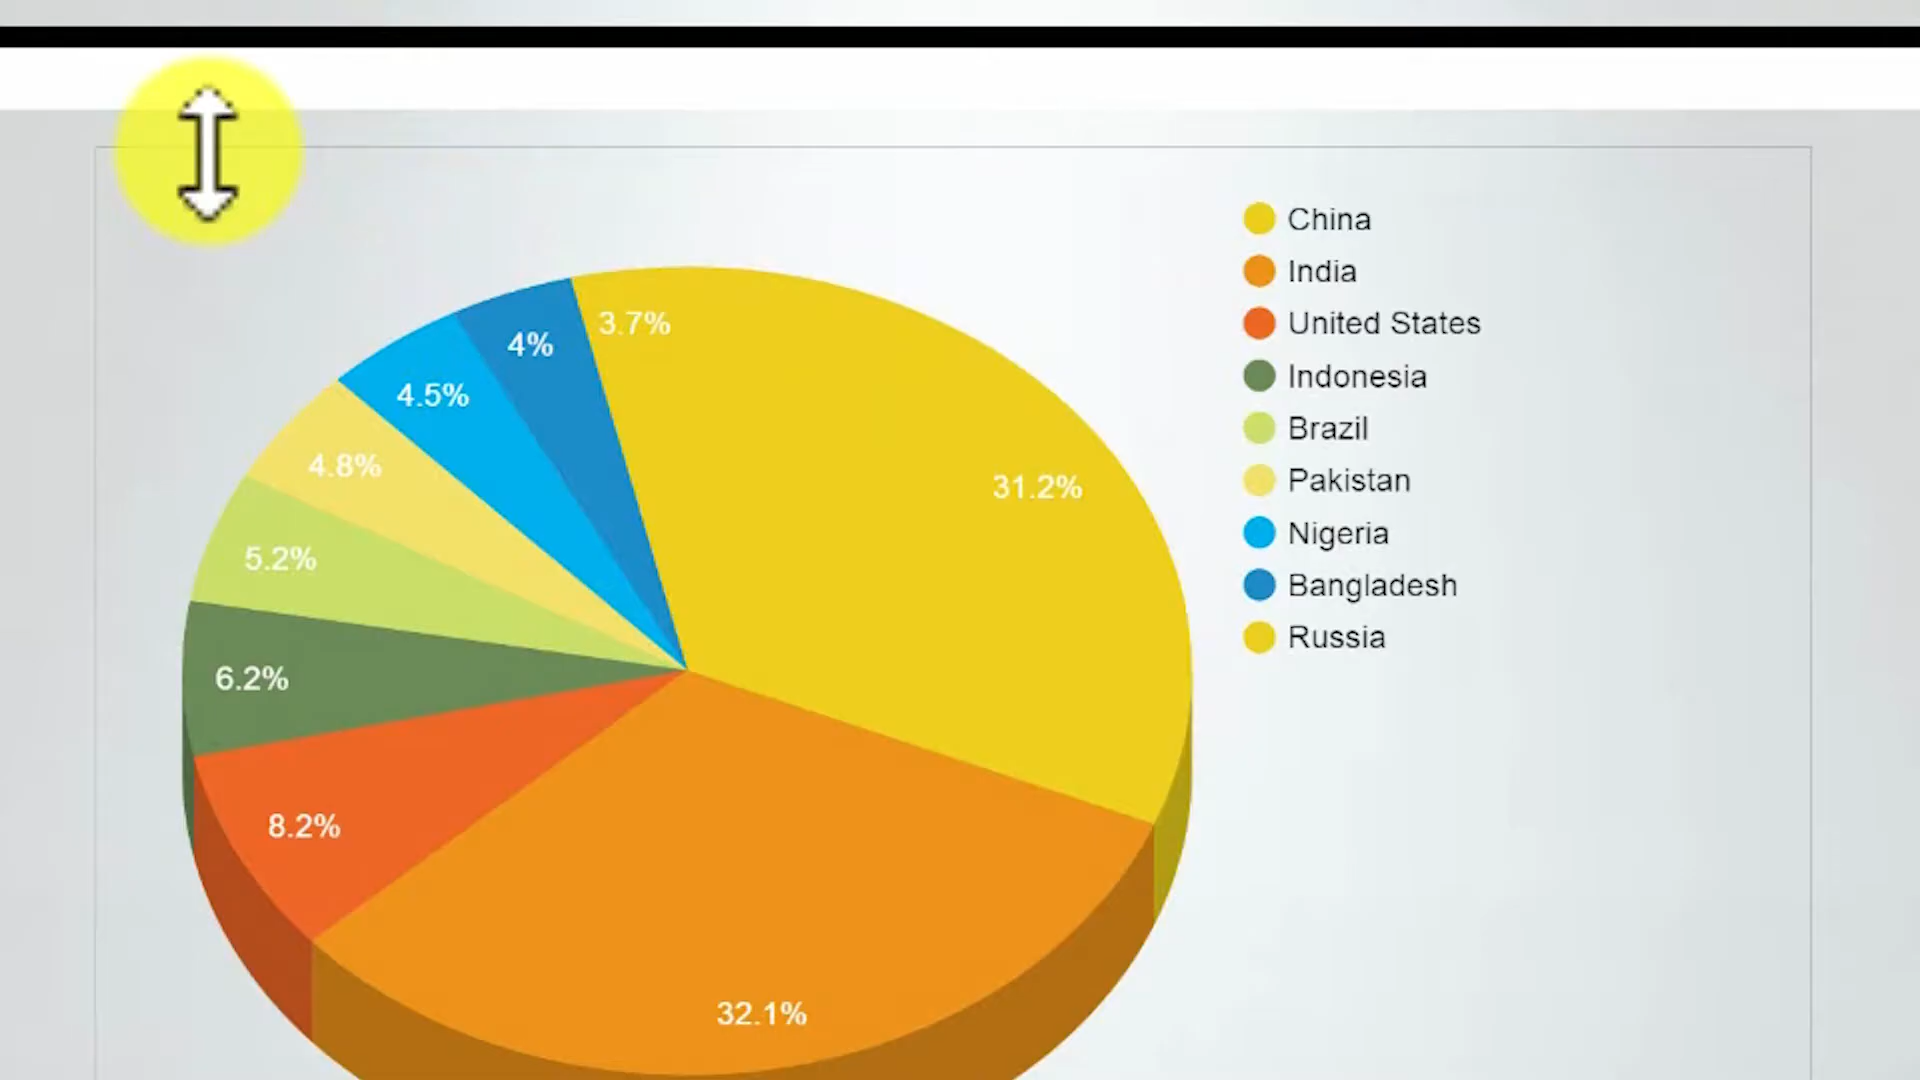 3.7%
4%
4.5%
31.2%
4.8%
5.2%
6.2%
8.2%
32.1%
China
India
United States
Indonesia
Brazil
Pakistan
Nigeria
Bangladesh
Russia